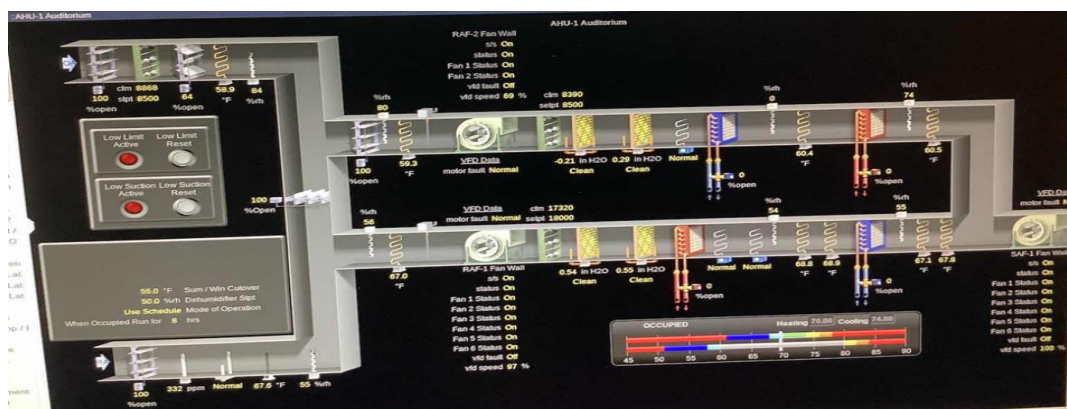 AHU-1 Auditorium
AHU-1 Auditorium
RAF-2 Fan Wall
s/s On
status On
Fan 1 Status On
Fan 2 Status On
vfd fault Off
vfd speed 69 %
cfm 8390
setpt 8500
100
%open
cfm 8868
stpt 8500
64
%open
58.9
°F
84
%rh
%rh
80
%rh
0
%rh
74
Low Limit Active
Low Limit Reset
Low Suction Active
Low Suction Reset
100
%open
59.3
°F
VFD Data
motor fault Normal
-0.21 in H2O
Clean
0.29 in H2O
Clean
Normal
0
%open
60.4
°F
0
%open
60.5
°F
100
%Open
%rh
56
VFD Data
motor fault Normal
cfm 17320
setpt 18000
%rh
54
%rh
55
VFD
motor fault
67.0
°F
RAF-1 Fan Wall
s/s On
status On
Fan 1 Status On
Fan 2 Status On
Fan 3 Status On
Fan 4 Status On
Fan 5 Status On
Fan 6 Status On
vfd fault Off
vfd speed 97 %
0.54 in H2O
Clean
0.55 in H2O
Clean
0
%open
Normal
Normal
68.8
°F
68.9
°F
0
%open
67.1
°F
67.8
°F
SAF-1 Fan Wall
s/s On
status On
Fan 1 Status On
Fan 2 Status On
Fan 3 Status On
Fan 4 Status On
Fan 5 Status On
Fan 6 Status On
vfd fault Off
vfd speed 100 %
55.0 °F Sum / Win Cutover
50.0 %rh Dehumidifier Stpt
Use Schedule Mode of Operation
When Occupied Run for 8 hrs
OCCUPIED Heating 70.00 Cooling 74.00
45 50 55 60 65 70 75 80 85 90
100
%open
332 ppm
Normal
67.6 °F
55 %rh